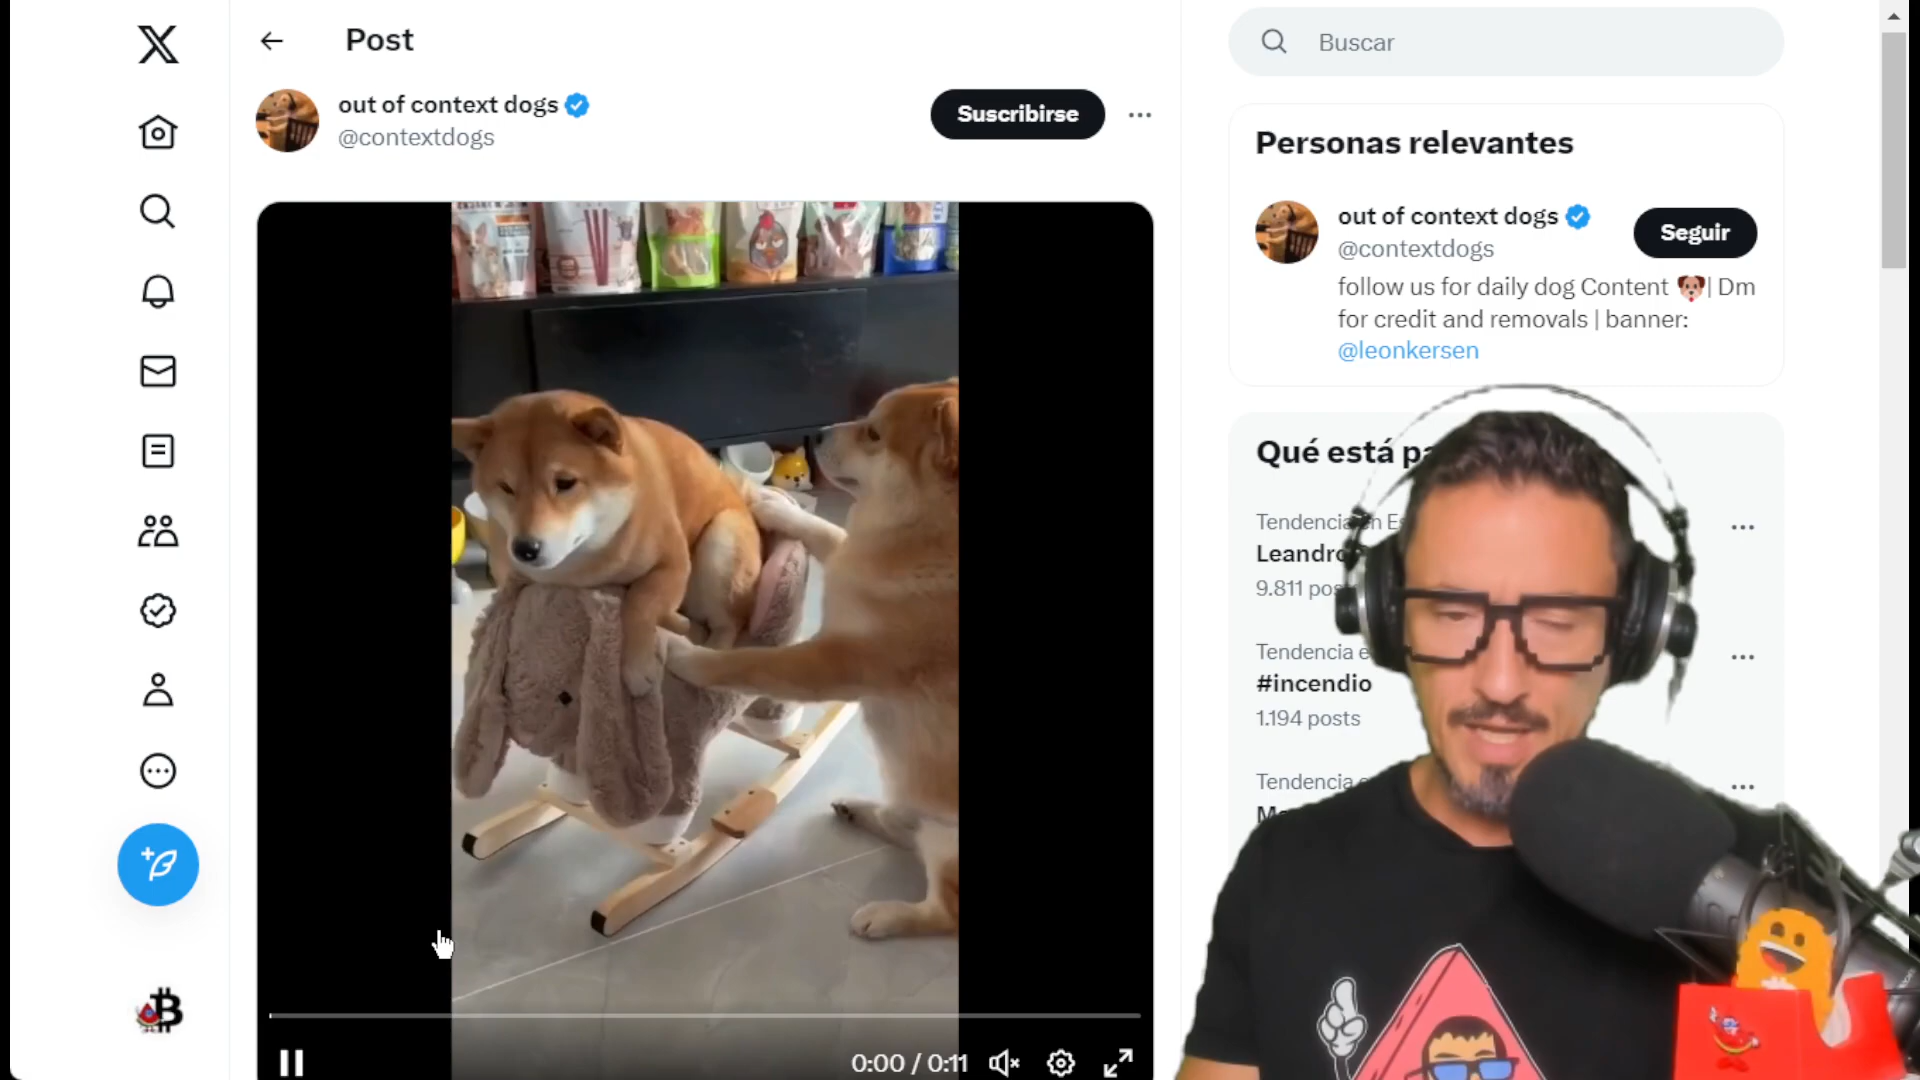 Post
out of context dogs
@contextdogs
Suscribirse
0:00 / 0:11
Buscar
Personas relevantes
out of context dogs
@contextdogs
Seguir
follow us for daily dog Content | Dm
for credit and removals | banner:
@leonkersen
Qué está
Tendencia en
Leandro
9.811
Tendencia
#incendio
1.194 posts
Tendencia